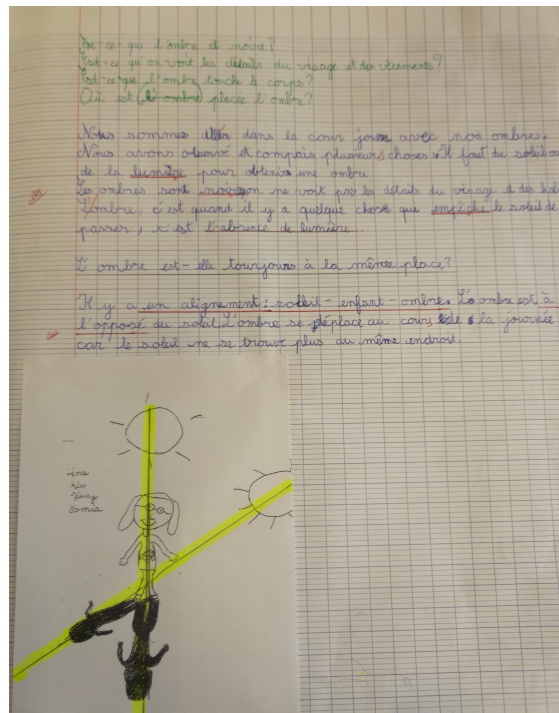 Est-ce-que l'ombre est noire?
Est-ce qu'on voit les détails du visage et des vêtements?
Est-ce que l'ombre touche le corps?
Où est (l'ombre) placée l'ombre?
Nous sommes allér dans la cour jouer avec nos ombres.
Nous avons observé et compris plusieurs choses: Il faut du soleil ou
de la lumière pour obtenir une ombre.
Les ombres sont noires, on ne voit pas les détails du visage et des
L'ombre, c'est quand il y a quelque chose que empêche le soleil de
passer, c'est l'absence de lumière.
L'ombre est-elle toujours à la même place?
Il y a un alignement: soleil-enfant-ombre. L'ombre est à
l'opposé du soleil. L'ombre se déplace au cours de la journée
car le soleil ne se trouve plus au même endroit.
ina